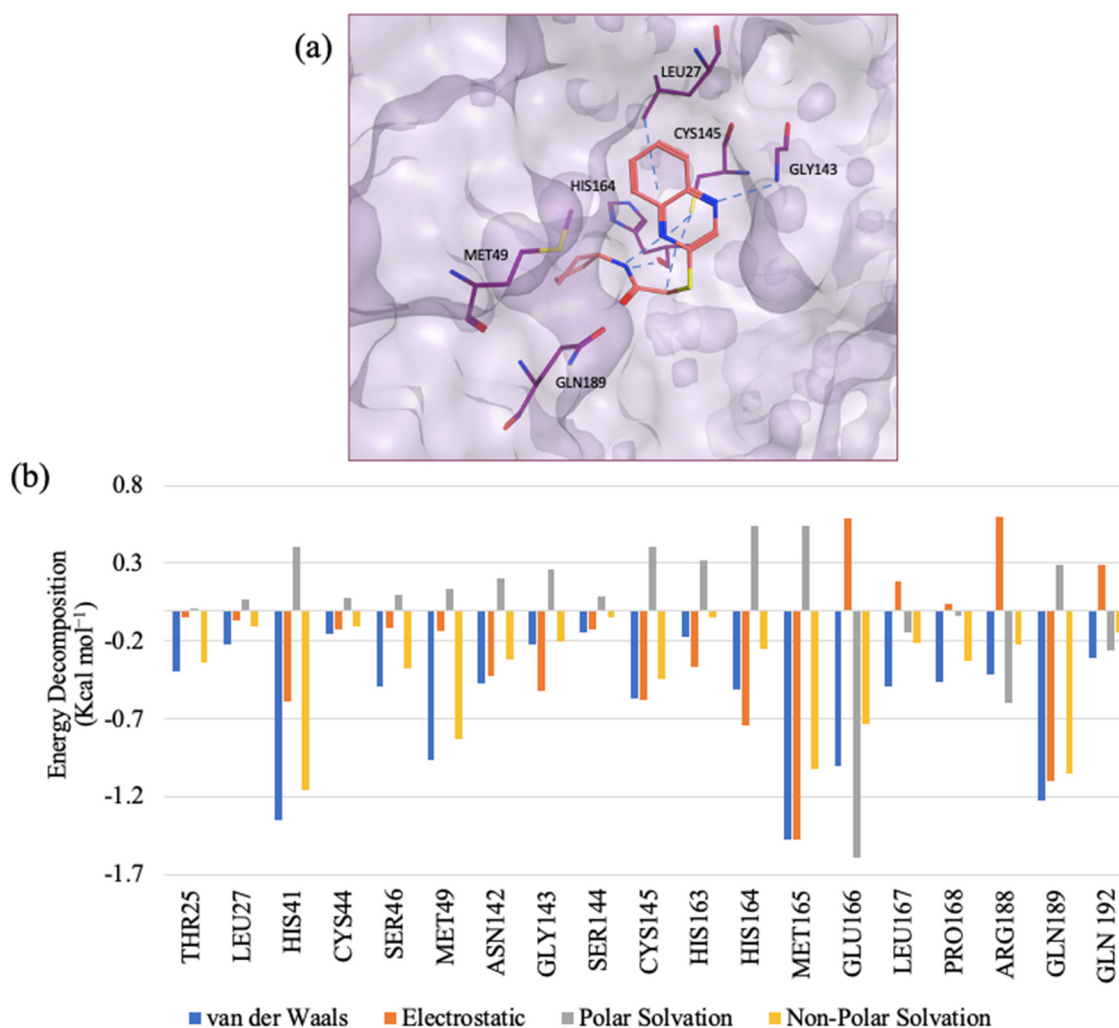 (a)
LEU27
CYS145
GLY143
HIS164
MET49
GLN189
(b)
Energy Decomposition
(Kcal mol⁻¹)
0.8
0.3
-0.2
-0.7
-1.2
-1.7
THR25
LEU27
HIS41
CYS44
SER46
MET49
ASN142
GLY143
SER144
CYS145
HIS163
HIS164
MET165
GLU166
LEU167
PRO168
ARG188
GLN189
GLN 192
van der Waals Electrostatic Polar Solvation Non-Polar Solvation